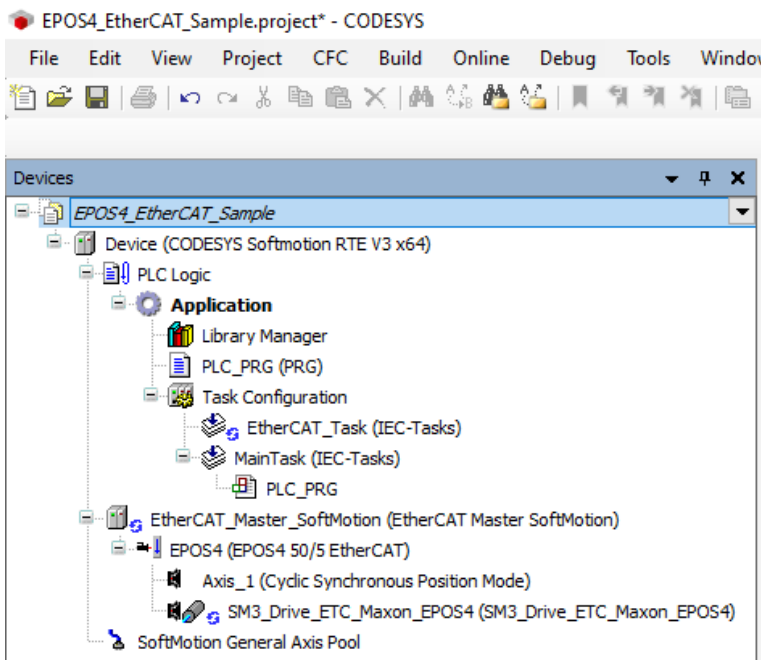 EPOS4_EtherCAT_Sample.project* - CODESYS
File Edit View Project CFC Build Online Debug Tools Window
Devices
EPOS4_EtherCAT_Sample
Device (CODESYS Softmotion RTE V3 x64)
PLC Logic
Application
Library Manager
PLC_PRG (PRG)
Task Configuration
EtherCAT_Task (IEC-Tasks)
MainTask (IEC-Tasks)
PLC_PRG
EtherCAT_Master_SoftMotion (EtherCAT Master SoftMotion)
EPOS4 (EPOS4 50/5 EtherCAT)
Axis_1 (Cyclic Synchronous Position Mode)
SM3_Drive_ETC_Maxon_EPOS4 (SM3_Drive_ETC_Maxon_EPOS4)
SoftMotion General Axis Pool